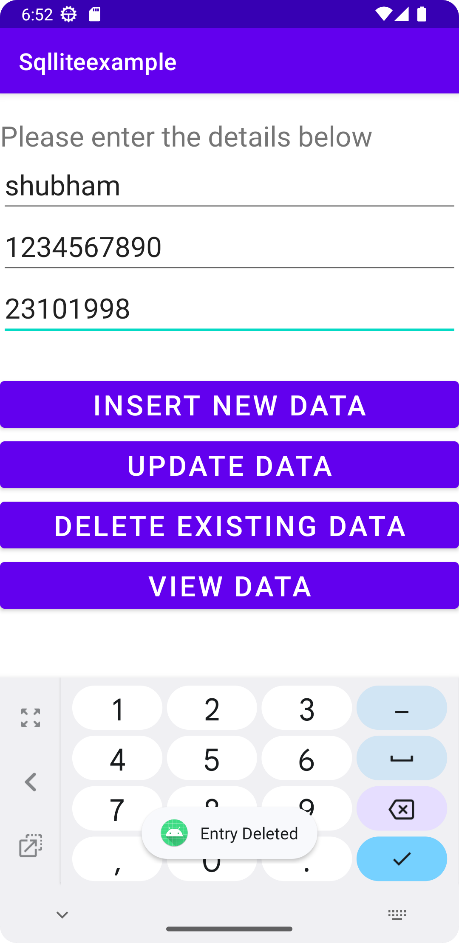 6:52
Sqlliteexample
Please enter the details below
shubham
1234567890
23101998
INSERT NEW DATA
UPDATE DATA
DELETE EXISTING DATA
VIEW DATA
1 2 3 –
4 5 6
7 9
Entry Deleted
, 0 .